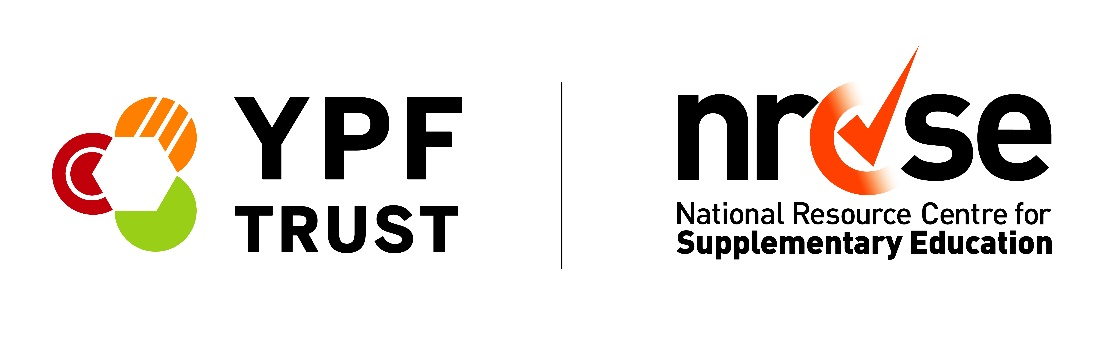 YPF
TRUST
nrcse
National Resource Centre for
Supplementary Education